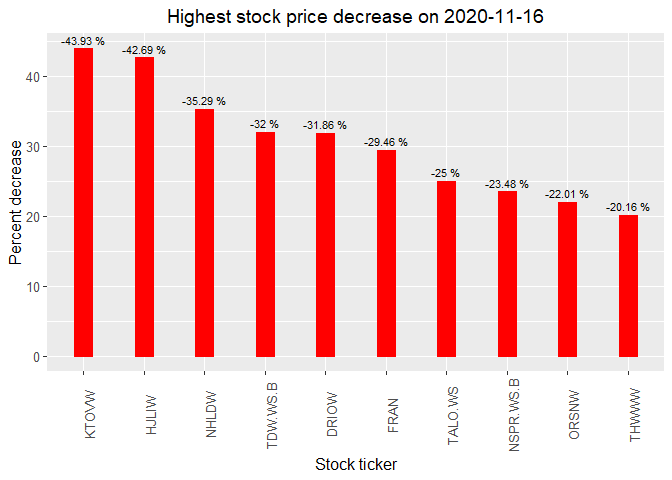 Highest stock price decrease on 2020-11-16
-43.93 %
-42.69 %
-35.29 %
-32 %
-31.86 %
-29.46 %
-25 %
-23.48 %
-22.01 %
-20.16 %
Percent decrease
40
30
20
10
0
KTOVW
HJLIW
NHLDW
TDW.WS.B
DRIOW
FRAN
TALO.WS
NSPR.WS.B
ORSNW
THWWW
Stock ticker